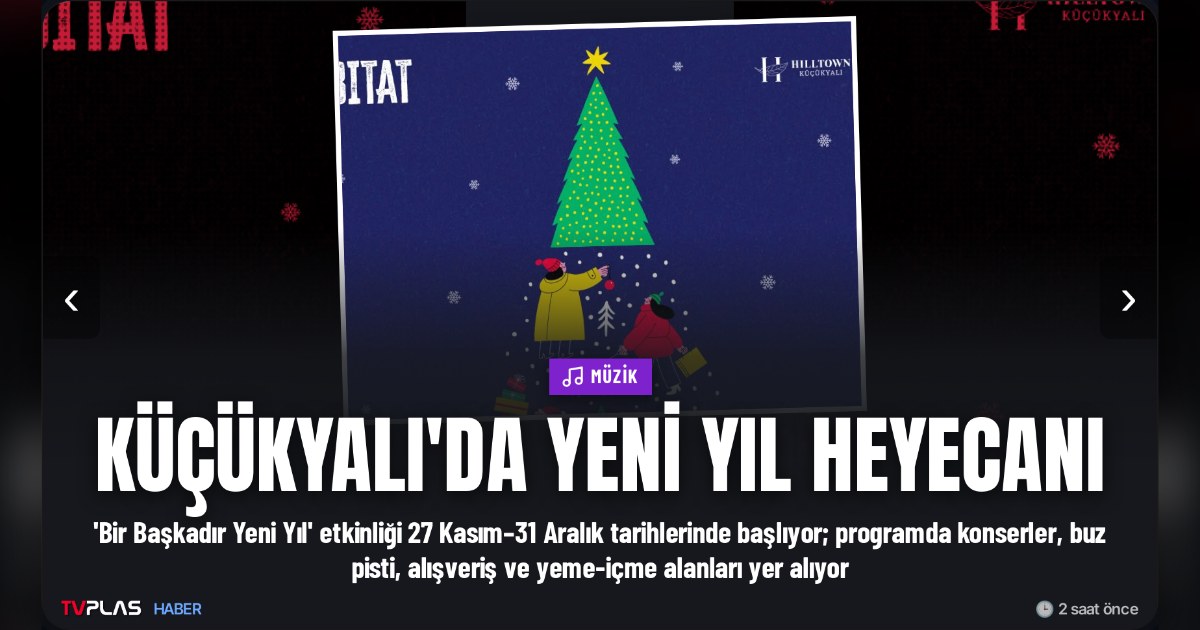 BITAT
HILLTOWN
KÜÇÜKYALI
KÜÇÜKYALI
MÜZİK
KÜÇÜKYALI'DA YENİ YIL HEYECANI
'Bir Başkadır Yeni Yıl' etkinliği 27 Kasım–31 Aralık tarihlerinde başlıyor; programda konserler, buz
pisti, alışveriş ve yeme-içme alanları yer alıyor
TVPLAS HABER
2 saat önce